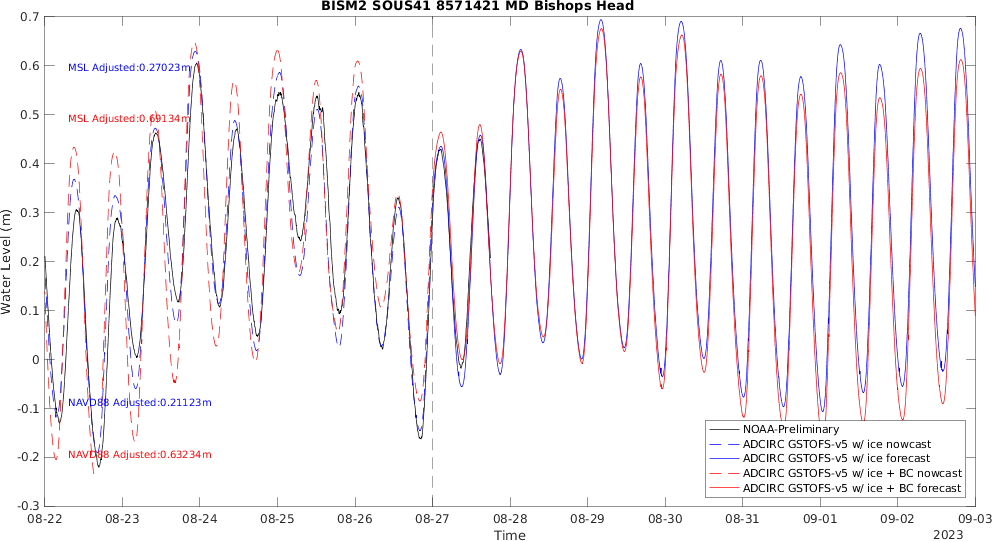 BISM2 SOUS41 8571421 MD Bishops Head
0.7
0.6
0.5
0.4
0.3
0.2
0.1
0
-0.1
-0.2
-0.3
Water Level (m)
MSL Adjusted:0.27023m
MSL Adjusted:0.69134m
NAVD88 Adjusted:0.21123m
NAVD88 Adjusted:0.63234m
NOAA-Preliminary
ADCIRC GSTOFS-v5 w/ ice nowcast
ADCIRC GSTOFS-v5 w/ ice forecast
ADCIRC GSTOFS-v5 w/ ice + BC nowcast
ADCIRC GSTOFS-v5 w/ ice + BC forecast
08-22 08-23 08-24 08-25 08-26 08-27 08-28 08-29 08-30 08-31 09-01 09-02 09-03
Time
2023